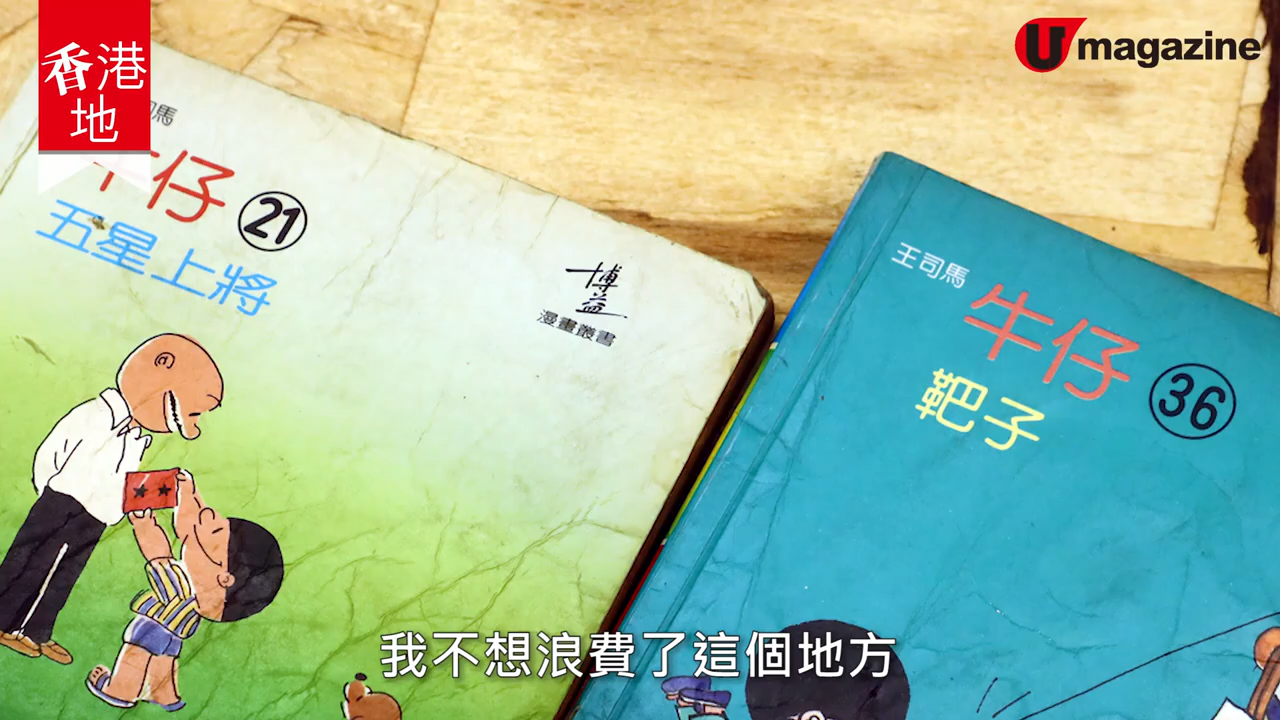 香港
地
U magazine
司馬
牛仔 21
五星上將
博益
漫畫叢書
王司馬
牛仔 36
靶子
我不想浪費了這個地方